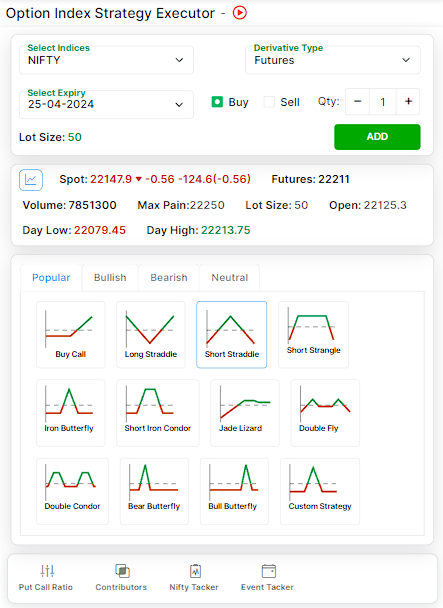 Option Index Strategy Executor -
Select Indices
NIFTY
Derivative Type
Futures
Select Expiry
25-04-2024
Buy Sell Qty: − 1 +
Lot Size: 50
ADD
Spot: 22147.9 ▼ -0.56 -124.6(-0.56) Futures: 22211
Volume: 7851300 Max Pain:22250 Lot Size: 50 Open: 22125.3
Day Low: 22079.45 Day High: 22213.75
Popular Bullish Bearish Neutral
Buy Call Long Straddle Short Straddle Short Strangle
Iron Butterfly Short Iron Condor Jade Lizard Double Fly
Double Condor Bear Butterfly Bull Butterfly Custom Strategy
Put Call Ratio Contributors Nifty Tacker Event Tacker